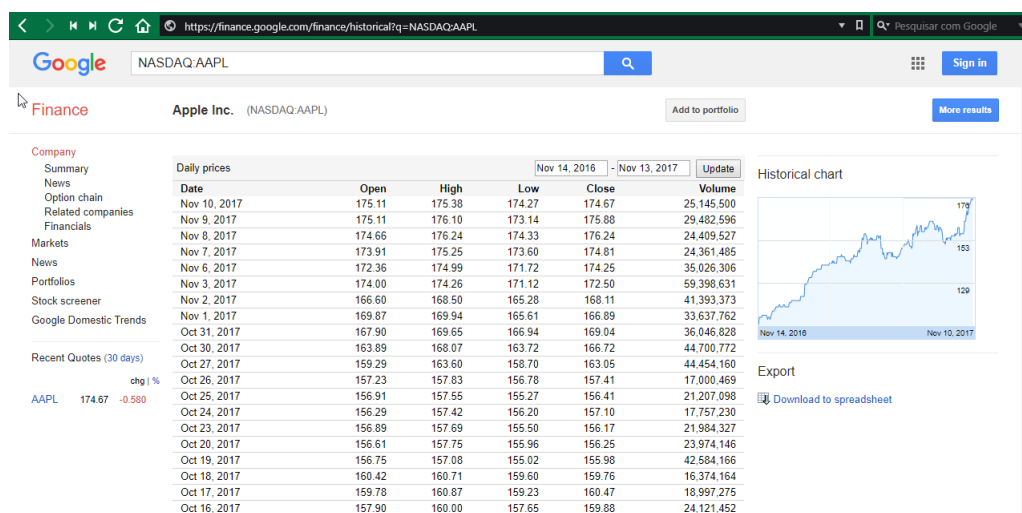 https://finance.google.com/finance/historical?q=NASDAQ:AAPL
Pesquisar com Google
Google
NASDAQ:AAPL
Sign in
Finance
Apple Inc. (NASDAQ:AAPL)
Add to portfolio
More results
Company
Summary
News
Option chain
Related companies
Financials
Markets
News
Portfolios
Stock screener
Google Domestic Trends
Recent Quotes (30 days)
chg | %
AAPL 174.67 -0.580
Daily prices Nov 14, 2016 - Nov 13, 2017 Update
Date Open High Low Close Volume
Nov 10, 2017 175.11 175.38 174.27 174.67 25,145,500
Nov 9, 2017 175.11 176.10 173.14 175.88 29,482,596
Nov 8, 2017 174.66 176.24 174.33 176.24 24,409,527
Nov 7, 2017 173.91 175.25 173.60 174.81 24,361,485
Nov 6, 2017 172.36 174.99 171.72 174.25 35,026,306
Nov 3, 2017 174.00 174.26 171.12 172.50 59,398,631
Nov 2, 2017 166.60 168.50 165.28 168.11 41,393,373
Nov 1, 2017 169.87 169.94 165.61 166.89 33,637,762
Oct 31, 2017 167.90 169.65 166.94 169.04 36,046,828
Oct 30, 2017 163.89 168.07 163.72 166.72 44,700,772
Oct 27, 2017 159.29 163.60 158.70 163.05 44,454,160
Oct 26, 2017 157.23 157.83 156.78 157.41 17,000,469
Oct 25, 2017 156.91 157.55 155.27 156.41 21,207,098
Oct 24, 2017 156.29 157.42 156.20 157.10 17,757,230
Oct 23, 2017 156.89 157.69 155.50 156.17 21,984,327
Oct 20, 2017 156.61 157.75 155.96 156.25 23,974,146
Oct 19, 2017 156.75 157.08 155.02 155.98 42,584,166
Oct 18, 2017 160.42 160.71 159.60 159.76 16,374,164
Oct 17, 2017 159.78 160.87 159.23 160.47 18,997,275
Oct 16, 2017 157.90 160.00 157.65 159.88 24,121,452
Historical chart
176
153
129
Nov 14, 2016 Nov 10, 2017
Export
Download to spreadsheet